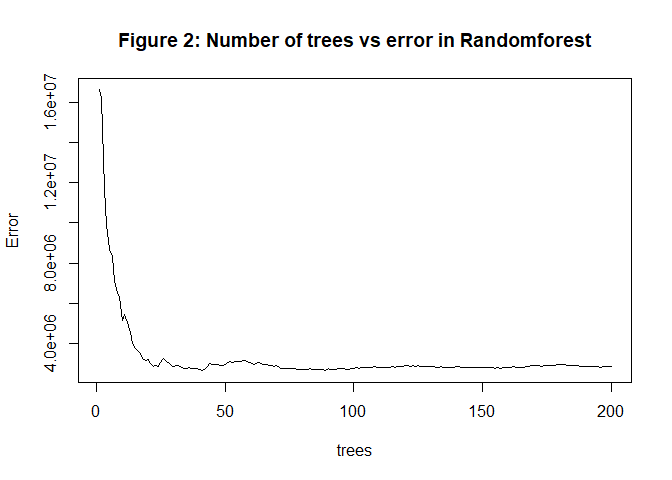 Figure 2: Number of trees vs error in Randomforest
1.6e+07
1.2e+07
8.0e+06
4.0e+06
Error
0 50 100 150 200
trees